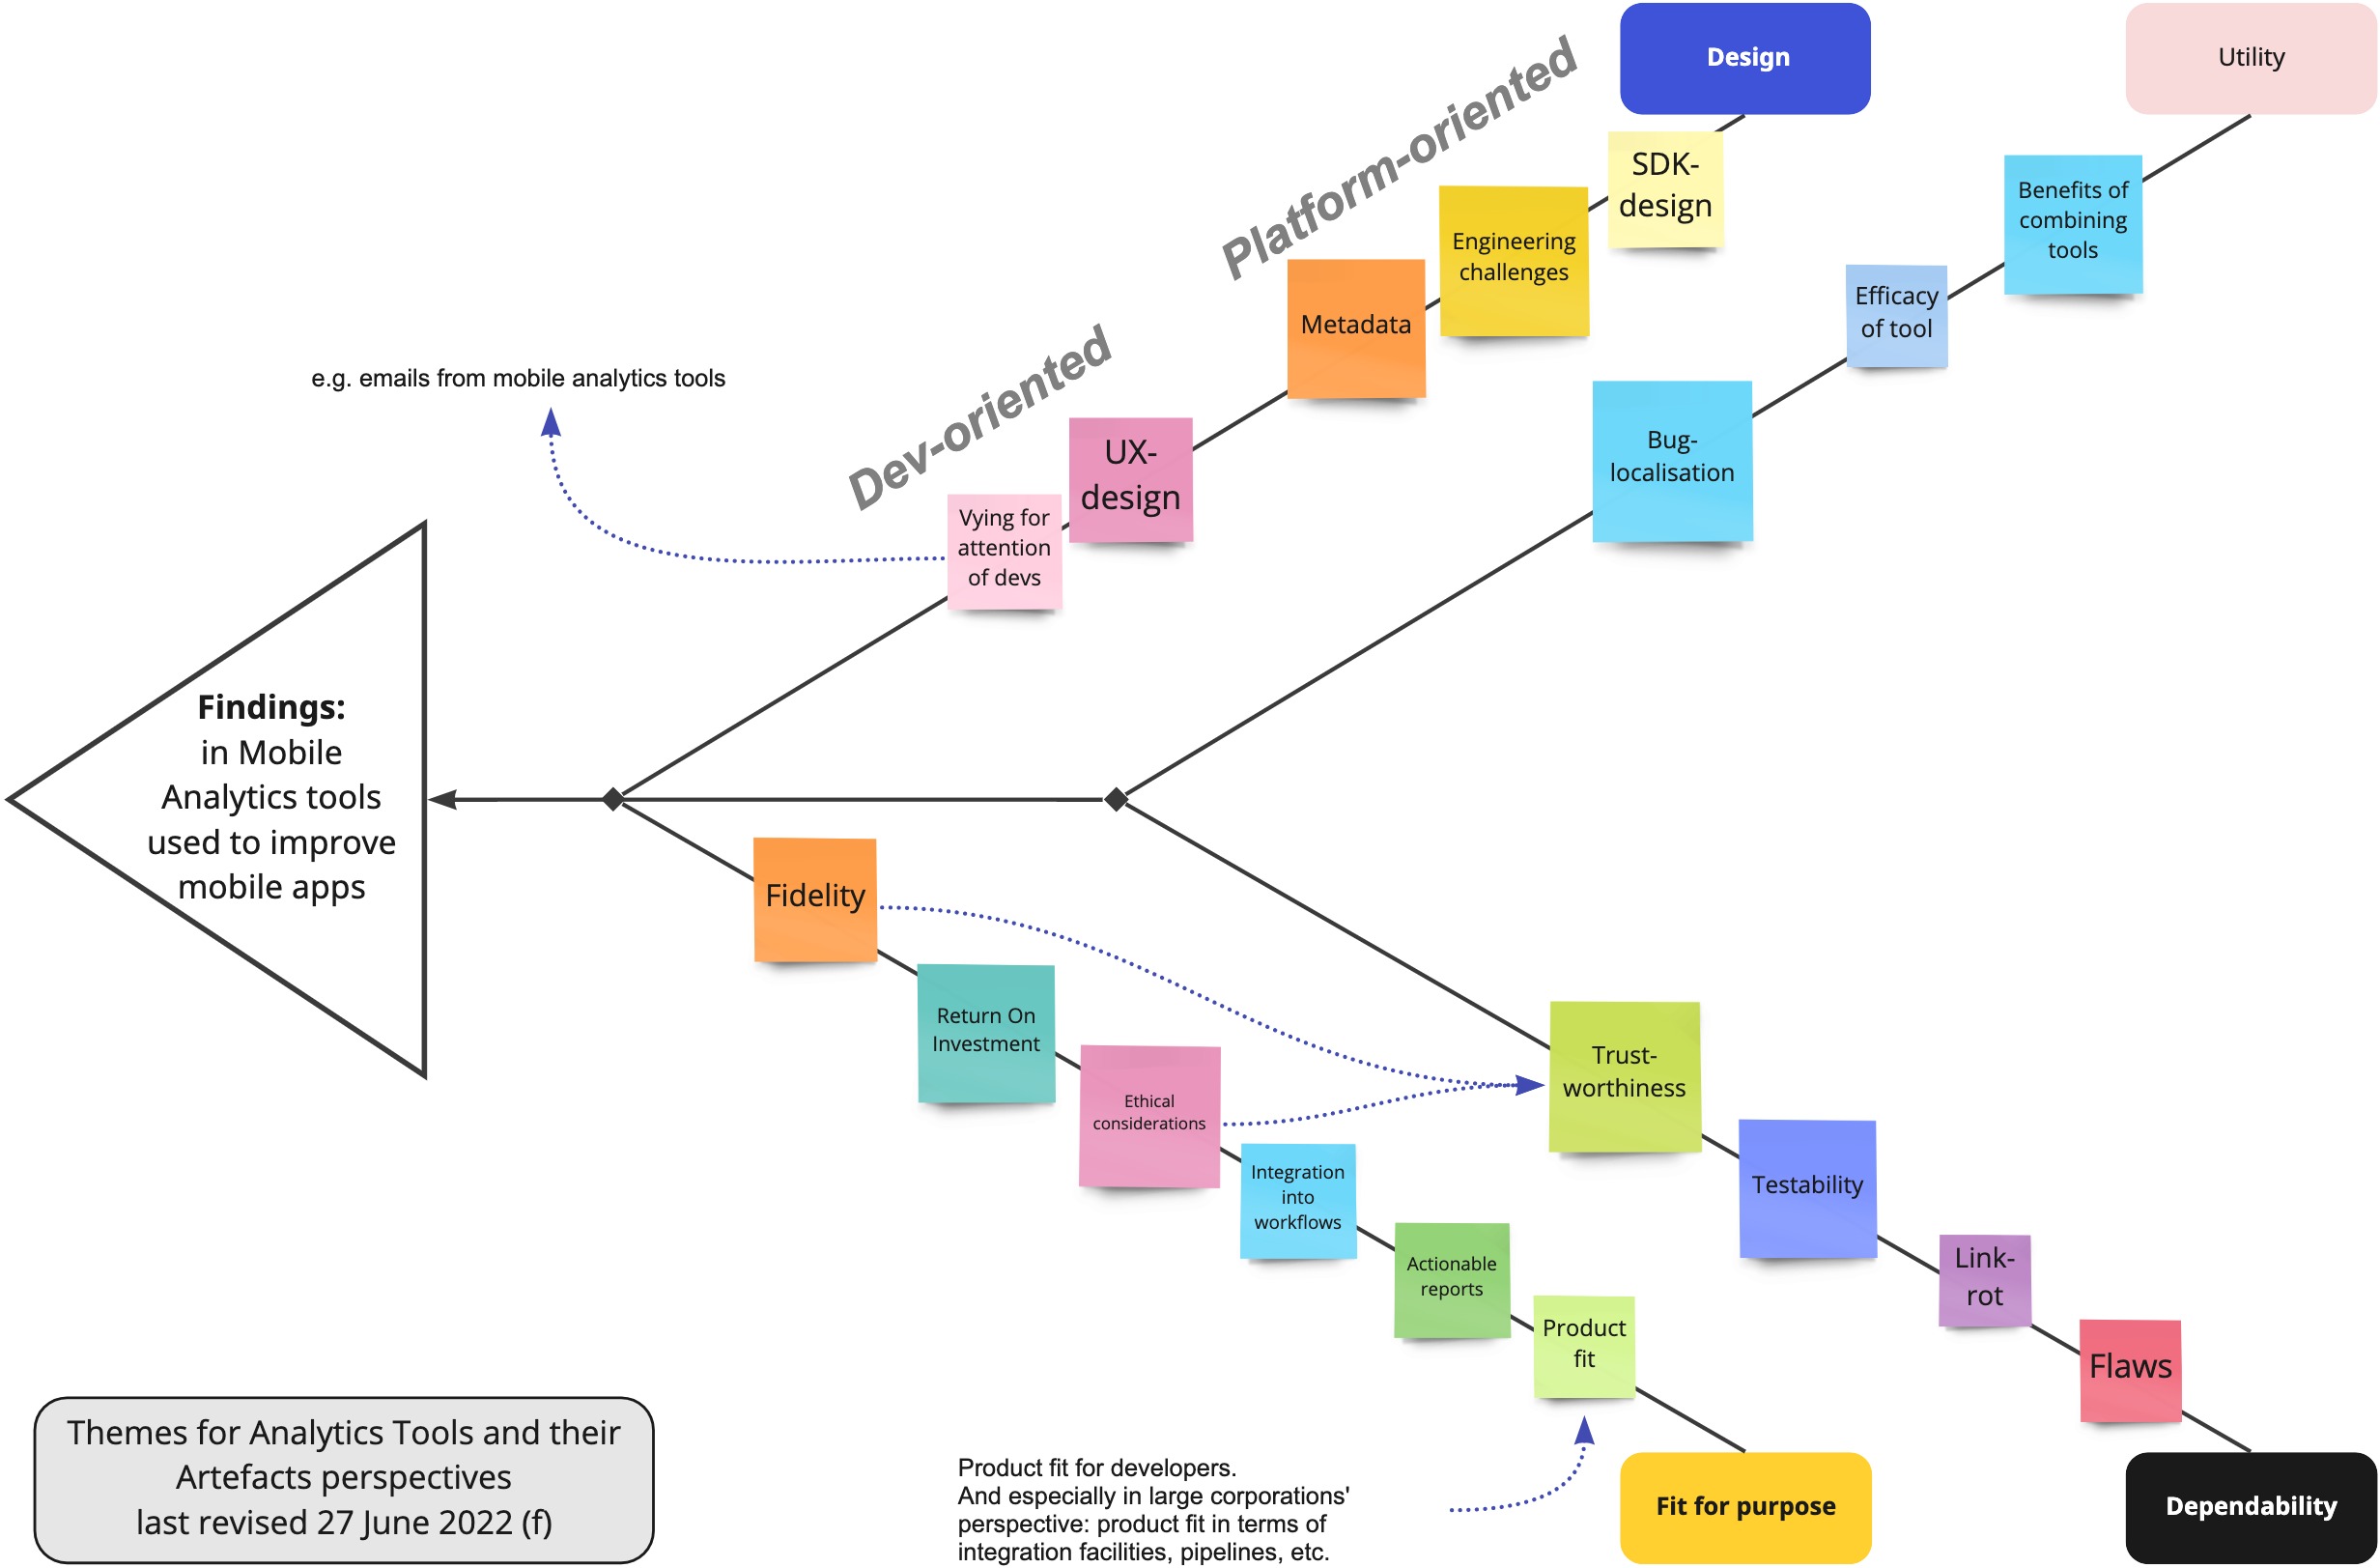 Design
Utility
Platform-oriented
SDK-
design
Benefits of
combining
tools
Engineering
challenges
Metadata
Efficacy
of tool
Dev-oriented
e.g. emails from mobile analytics tools
UX-
design
Bug-
localisation
Vying for
attention
of devs
Findings:
in Mobile
Analytics tools
used to improve
mobile apps
Fidelity
Return On
Investment
Ethical
considerations
Trust-
worthiness
Integration
into
workflows
Testability
Actionable
reports
Link-
rot
Product
fit
Flaws
Themes for Analytics Tools and their
Artefacts perspectives
last revised 27 June 2022 (f)
Product fit for developers.
And especially in large corporations'
perspective: product fit in terms of
integration facilities, pipelines, etc.
Fit for purpose
Dependability